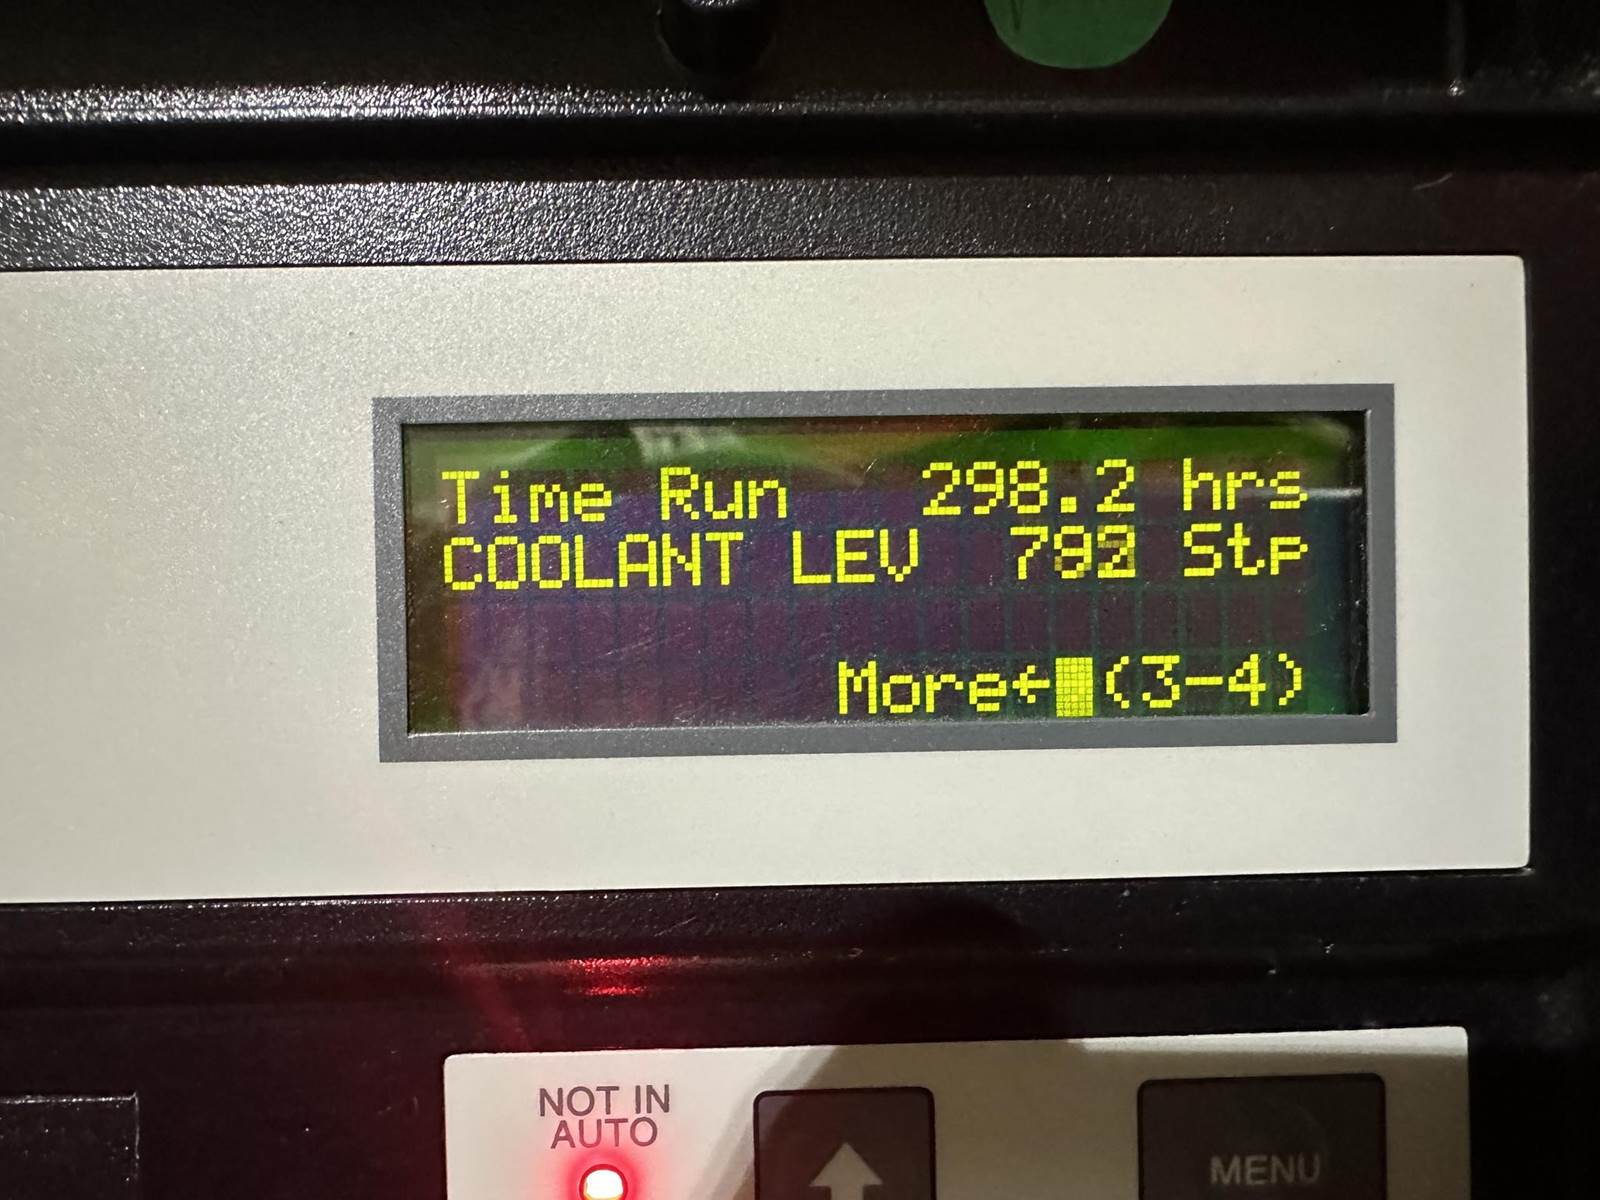 Time Run 298.2 hrs
COOLANT LEV Stp
More←█(3-4)
NOT IN
AUTO
MENU